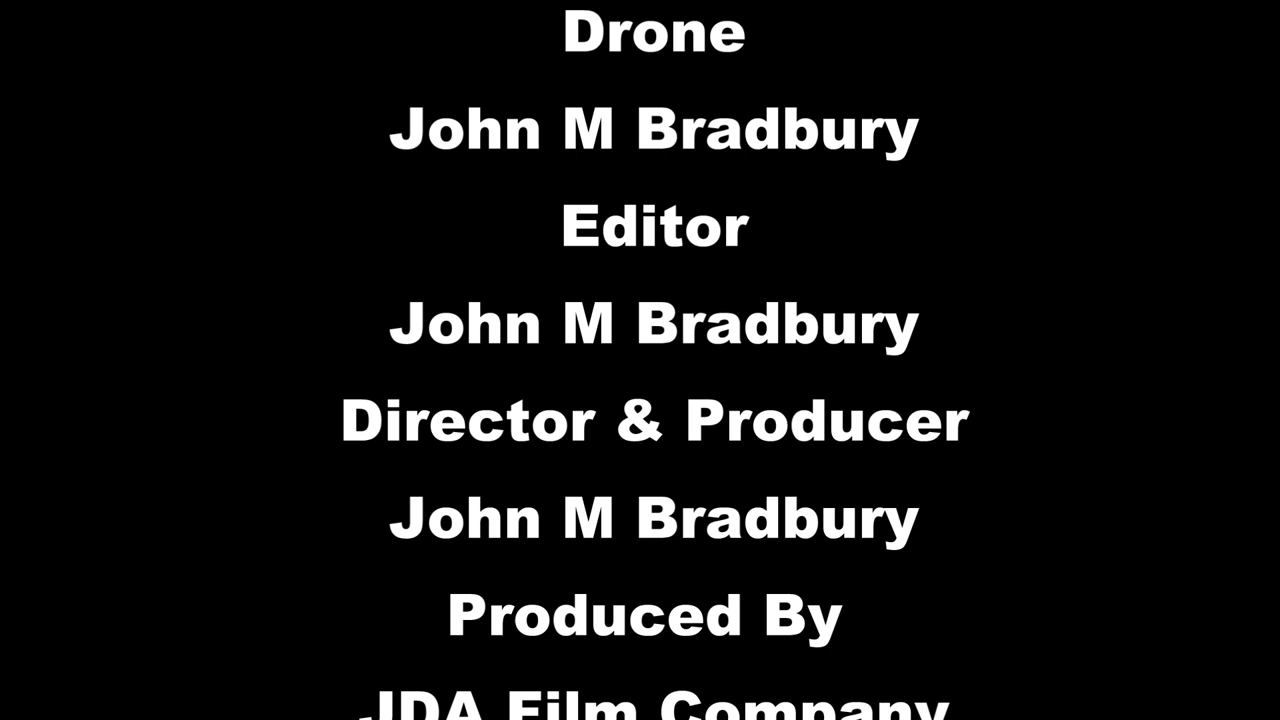 Drone
John M Bradbury
Editor
John M Bradbury
Director & Producer
John M Bradbury
Produced By
JDA Film Company